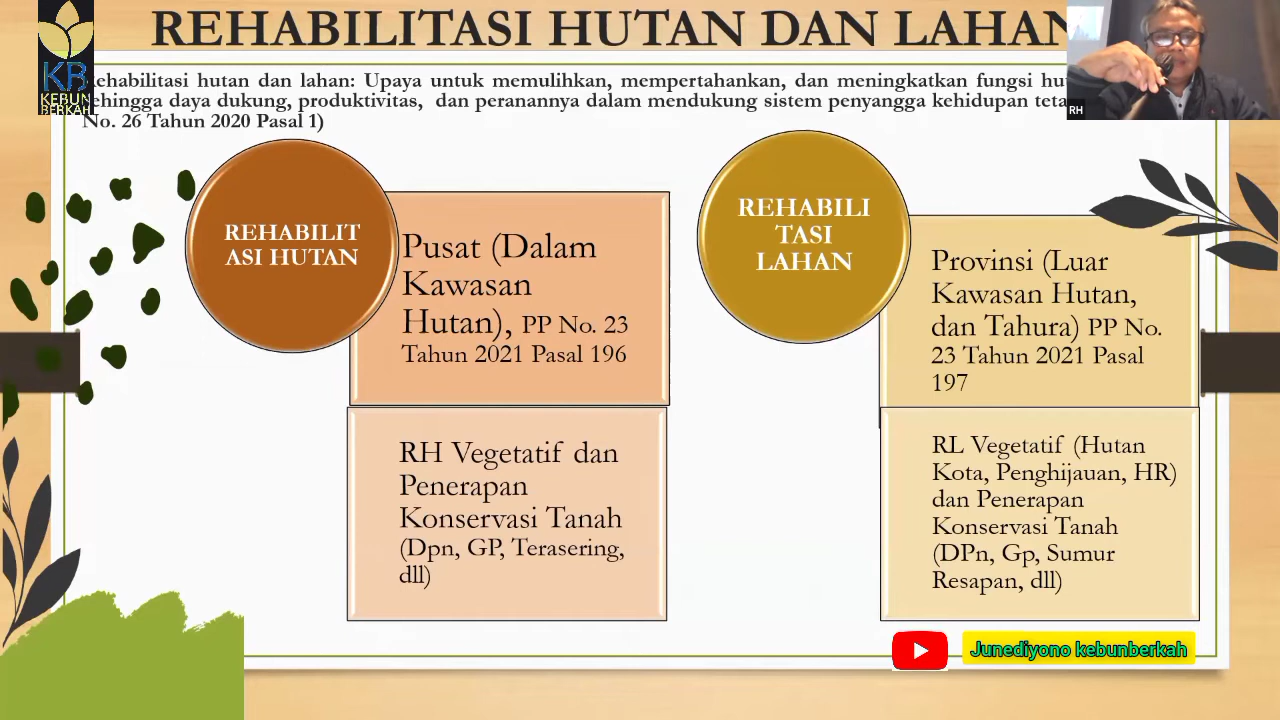 REHABILITASI HUTAN DAN LAHAN
KB
KEBUN
BERKAH
ehabilitasi hutan dan lahan: Upaya untuk memulihkan, mempertahankan, dan meningkatkan fungsi hu
ehingga daya dukung, produktivitas, dan peranannya dalam mendukung sistem penyangga kehidupan teta
No. 26 Tahun 2020 Pasal 1)
RH
REHABILIT
ASI HUTAN
Pusat (Dalam
Kawasan
Hutan), PP No. 23
Tahun 2021 Pasal 196
RH Vegetatif dan
Penerapan
Konservasi Tanah
(Dpn, GP, Terasering,
dll)
REHABILI
TASI
LAHAN
Provinsi (Luar
Kawasan Hutan,
dan Tahura) PP No.
23 Tahun 2021 Pasal
197
RL Vegetatif (Hutan
Kota, Penghijauan, HR)
dan Penerapan
Konservasi Tanah
(DPn, Gp, Sumur
Resapan, dll)
Junediyono kebunberkah